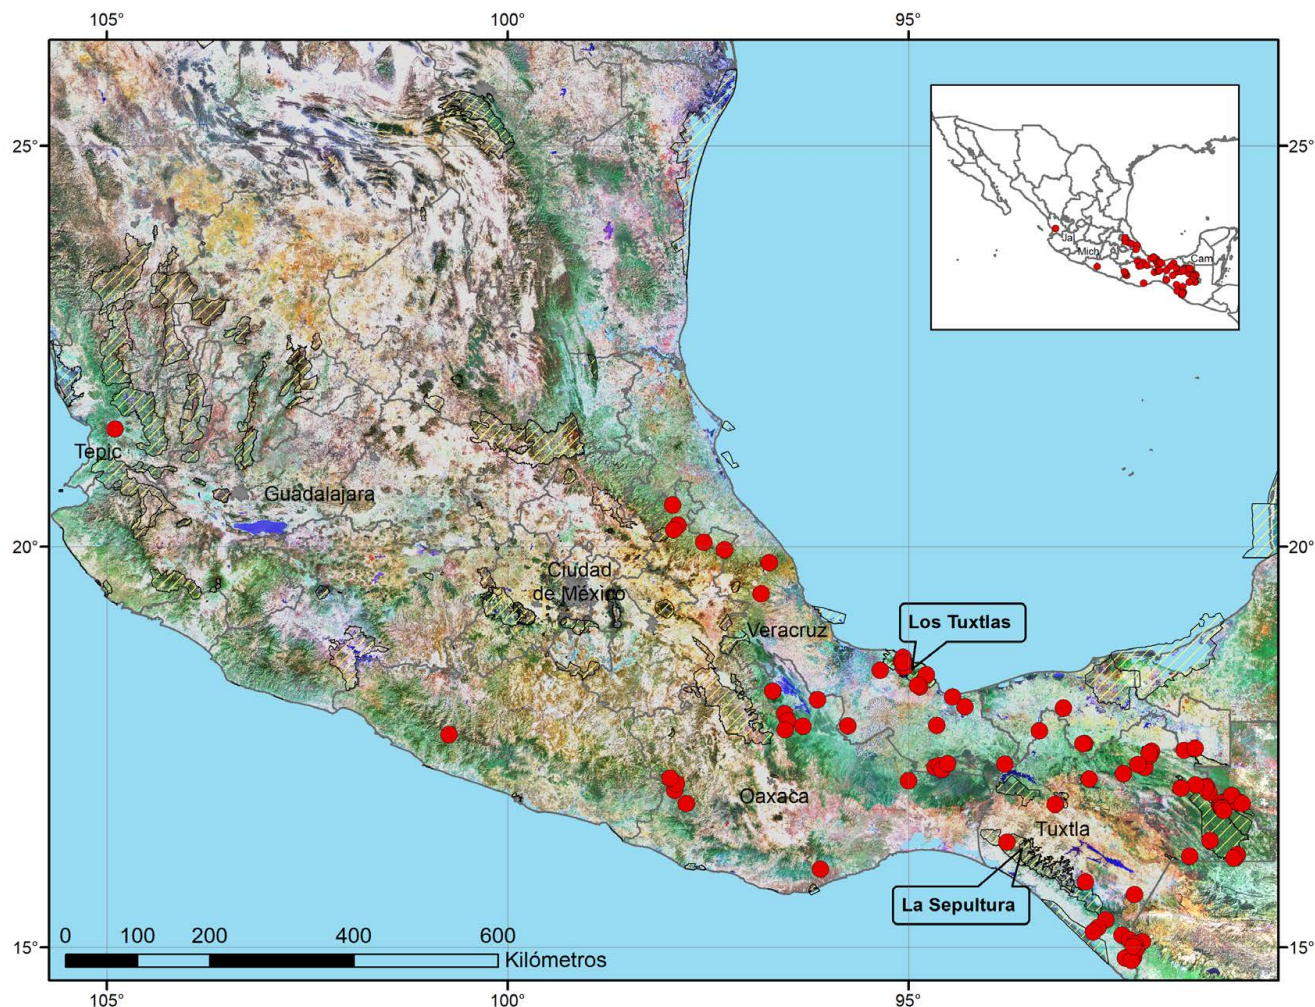 105°
100°
95°
25°
25°
Jal
Mich
Cam
Tepic
Guadalajara
20°
20°
Ciudad
de México
Los Tuxtlas
Veracruz
Oaxaca
Tuxtla
La Sepultura
15°
15°
0
100
200
400
600
Kilómetros
105°
100°
95°